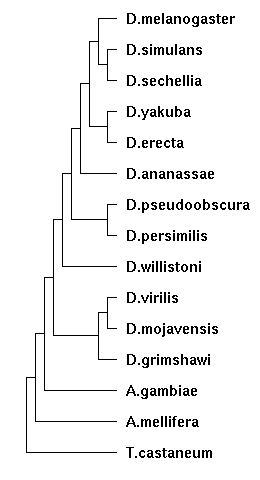 D.melanogaster
D.simulans
D.sechellia
D.yakuba
D.erecta
D.ananassae
D.pseudoobscura
D.persimilis
D.willistoni
D.virilis
D.mojavensis
D.grimshawi
A.gambiae
A.mellifera
T.castaneum